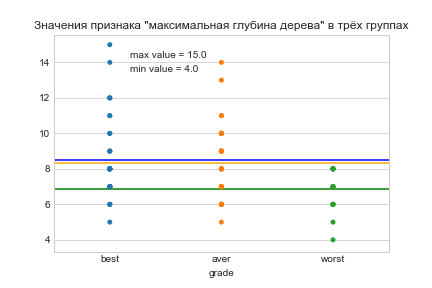 Значения признака "максимальная глубина дерева" в трёх группах
max value = 15.0
min value = 4.0
14
12
10
8
6
4
best aver worst
grade